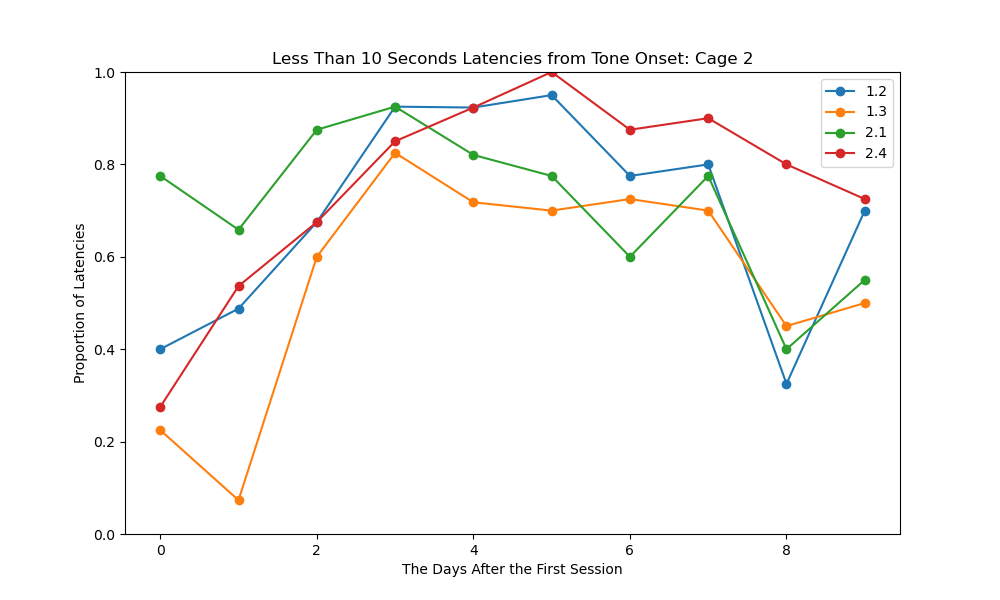 Less Than 10 Seconds Latencies from Tone Onset: Cage 2
1.0
0.8
0.6
0.4
0.2
0.0
Proportion of Latencies
0 2 4 6 8
The Days After the First Session
1.2
1.3
2.1
2.4